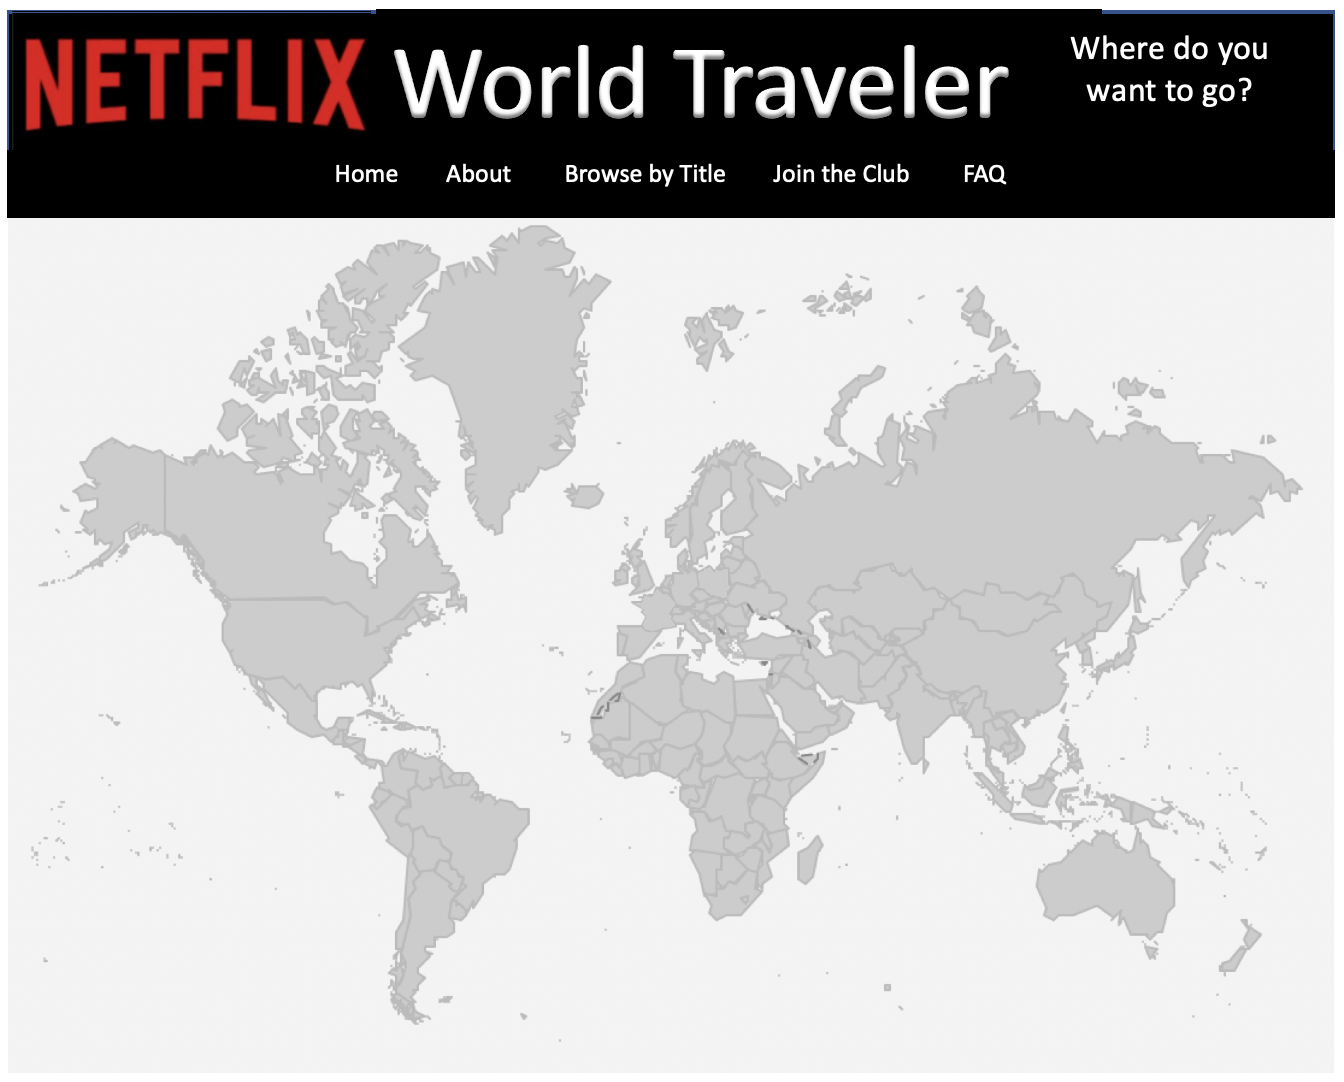 NETFLIX World Traveler
Where do you
want to go?
Home About Browse by Title Join the Club FAQ